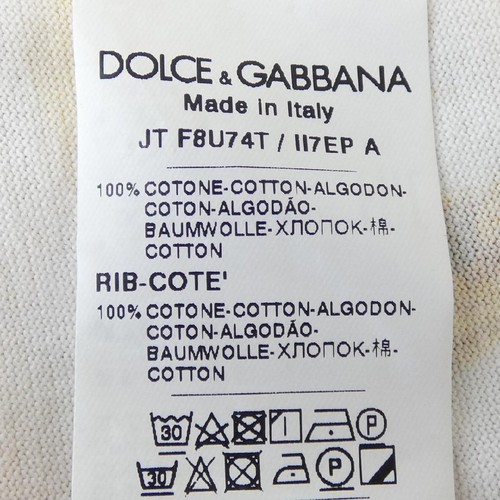 DOLCE & GABBANA
Made in Italy
JT F8U74T / II7EP A
100% COTONE-COTTON-ALGODON-
COTON-ALGODÃO-
BAUMWOLLE-ХЛОПОК-棉-
COTTON
RIB-COTE'
100% COTONE-COTTON-ALGODON-
COTON-ALGODÃO-
BAUMWOLLE-ХЛОПОК-棉-
COTTON
30 P
30 P